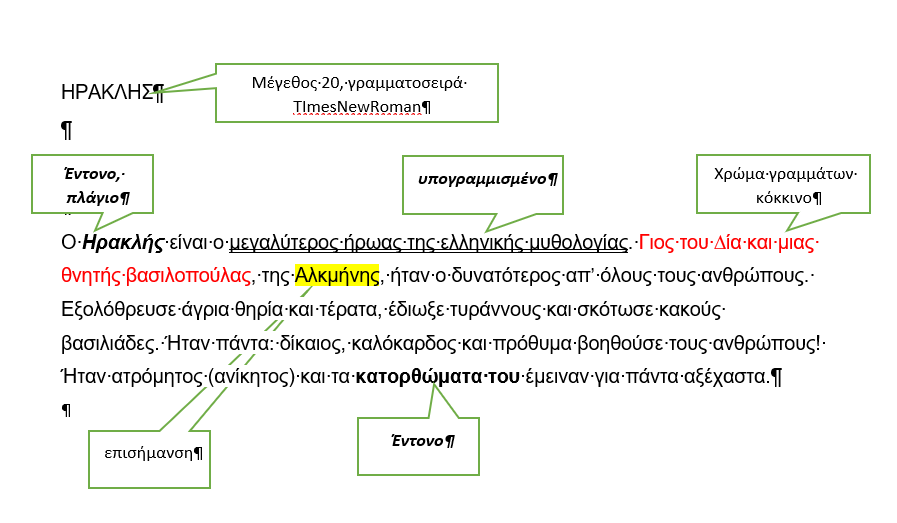 Μέγεθος 20, γραμματοσειρά
TImesNewRoman¶
ΗΡΑΚΛΗΣ¶
¶
Έντονο,
πλάγιο¶
υπογραμμισμένο¶
Χρώμα γραμμάτων
κόκκινο¶
Ο Ηρακλής είναι ο μεγαλύτερος ήρωας της ελληνικής μυθολογίας. Γιος του Δία και μιας
θνητής βασιλοπούλας, της Αλκμήνης, ήταν ο δυνατότερος απ’ όλους τους ανθρώπους.
Εξολόθρευσε άγρια θηρία και τέρατα, έδιωξε τυράννους και σκότωσε κακούς
βασιλιάδες. Ήταν πάντα: δίκαιος, καλόκαρδος και πρόθυμα βοηθούσε τους ανθρώπους!
Ήταν ατρόμητος (ανίκητος) και τα κατορθώματα του έμειναν για πάντα αξέχαστα.¶
¶
επισήμανση¶
Έντονο¶